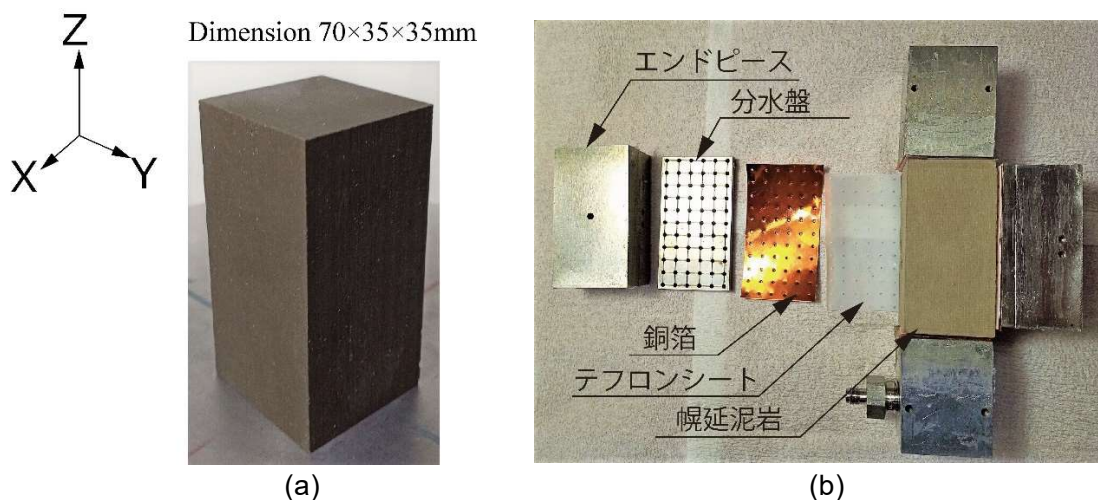 Z
X
Y
Dimension 70×35×35mm
エンドピース
分水盤
銅箔
テフロンシート
幌延泥岩
(a)
(b)